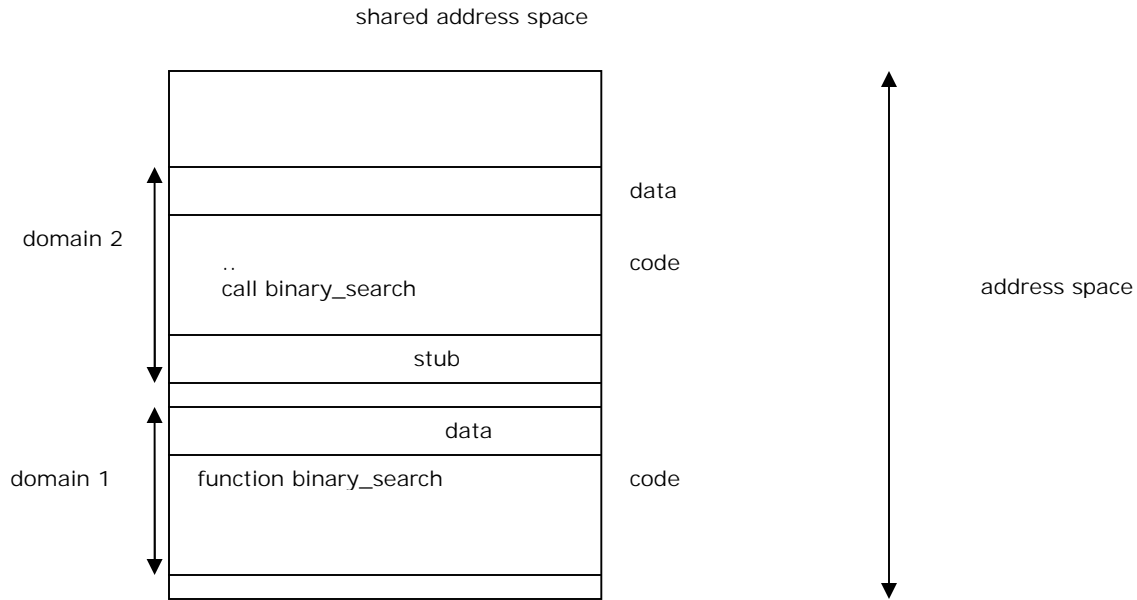 shared address space
data
domain 2
code
..
call binary_search
address space
stub
data
domain 1
function binary_search
code